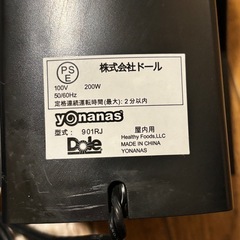 PSE
株式会社ドール
100V 200W
50/60Hz
定格連続運転時間(最大): 2分以内
yonanas
型式: 901RJ
屋内用
Healthy Foods,LLC
MADE IN CHINA
YONANAS
Dole